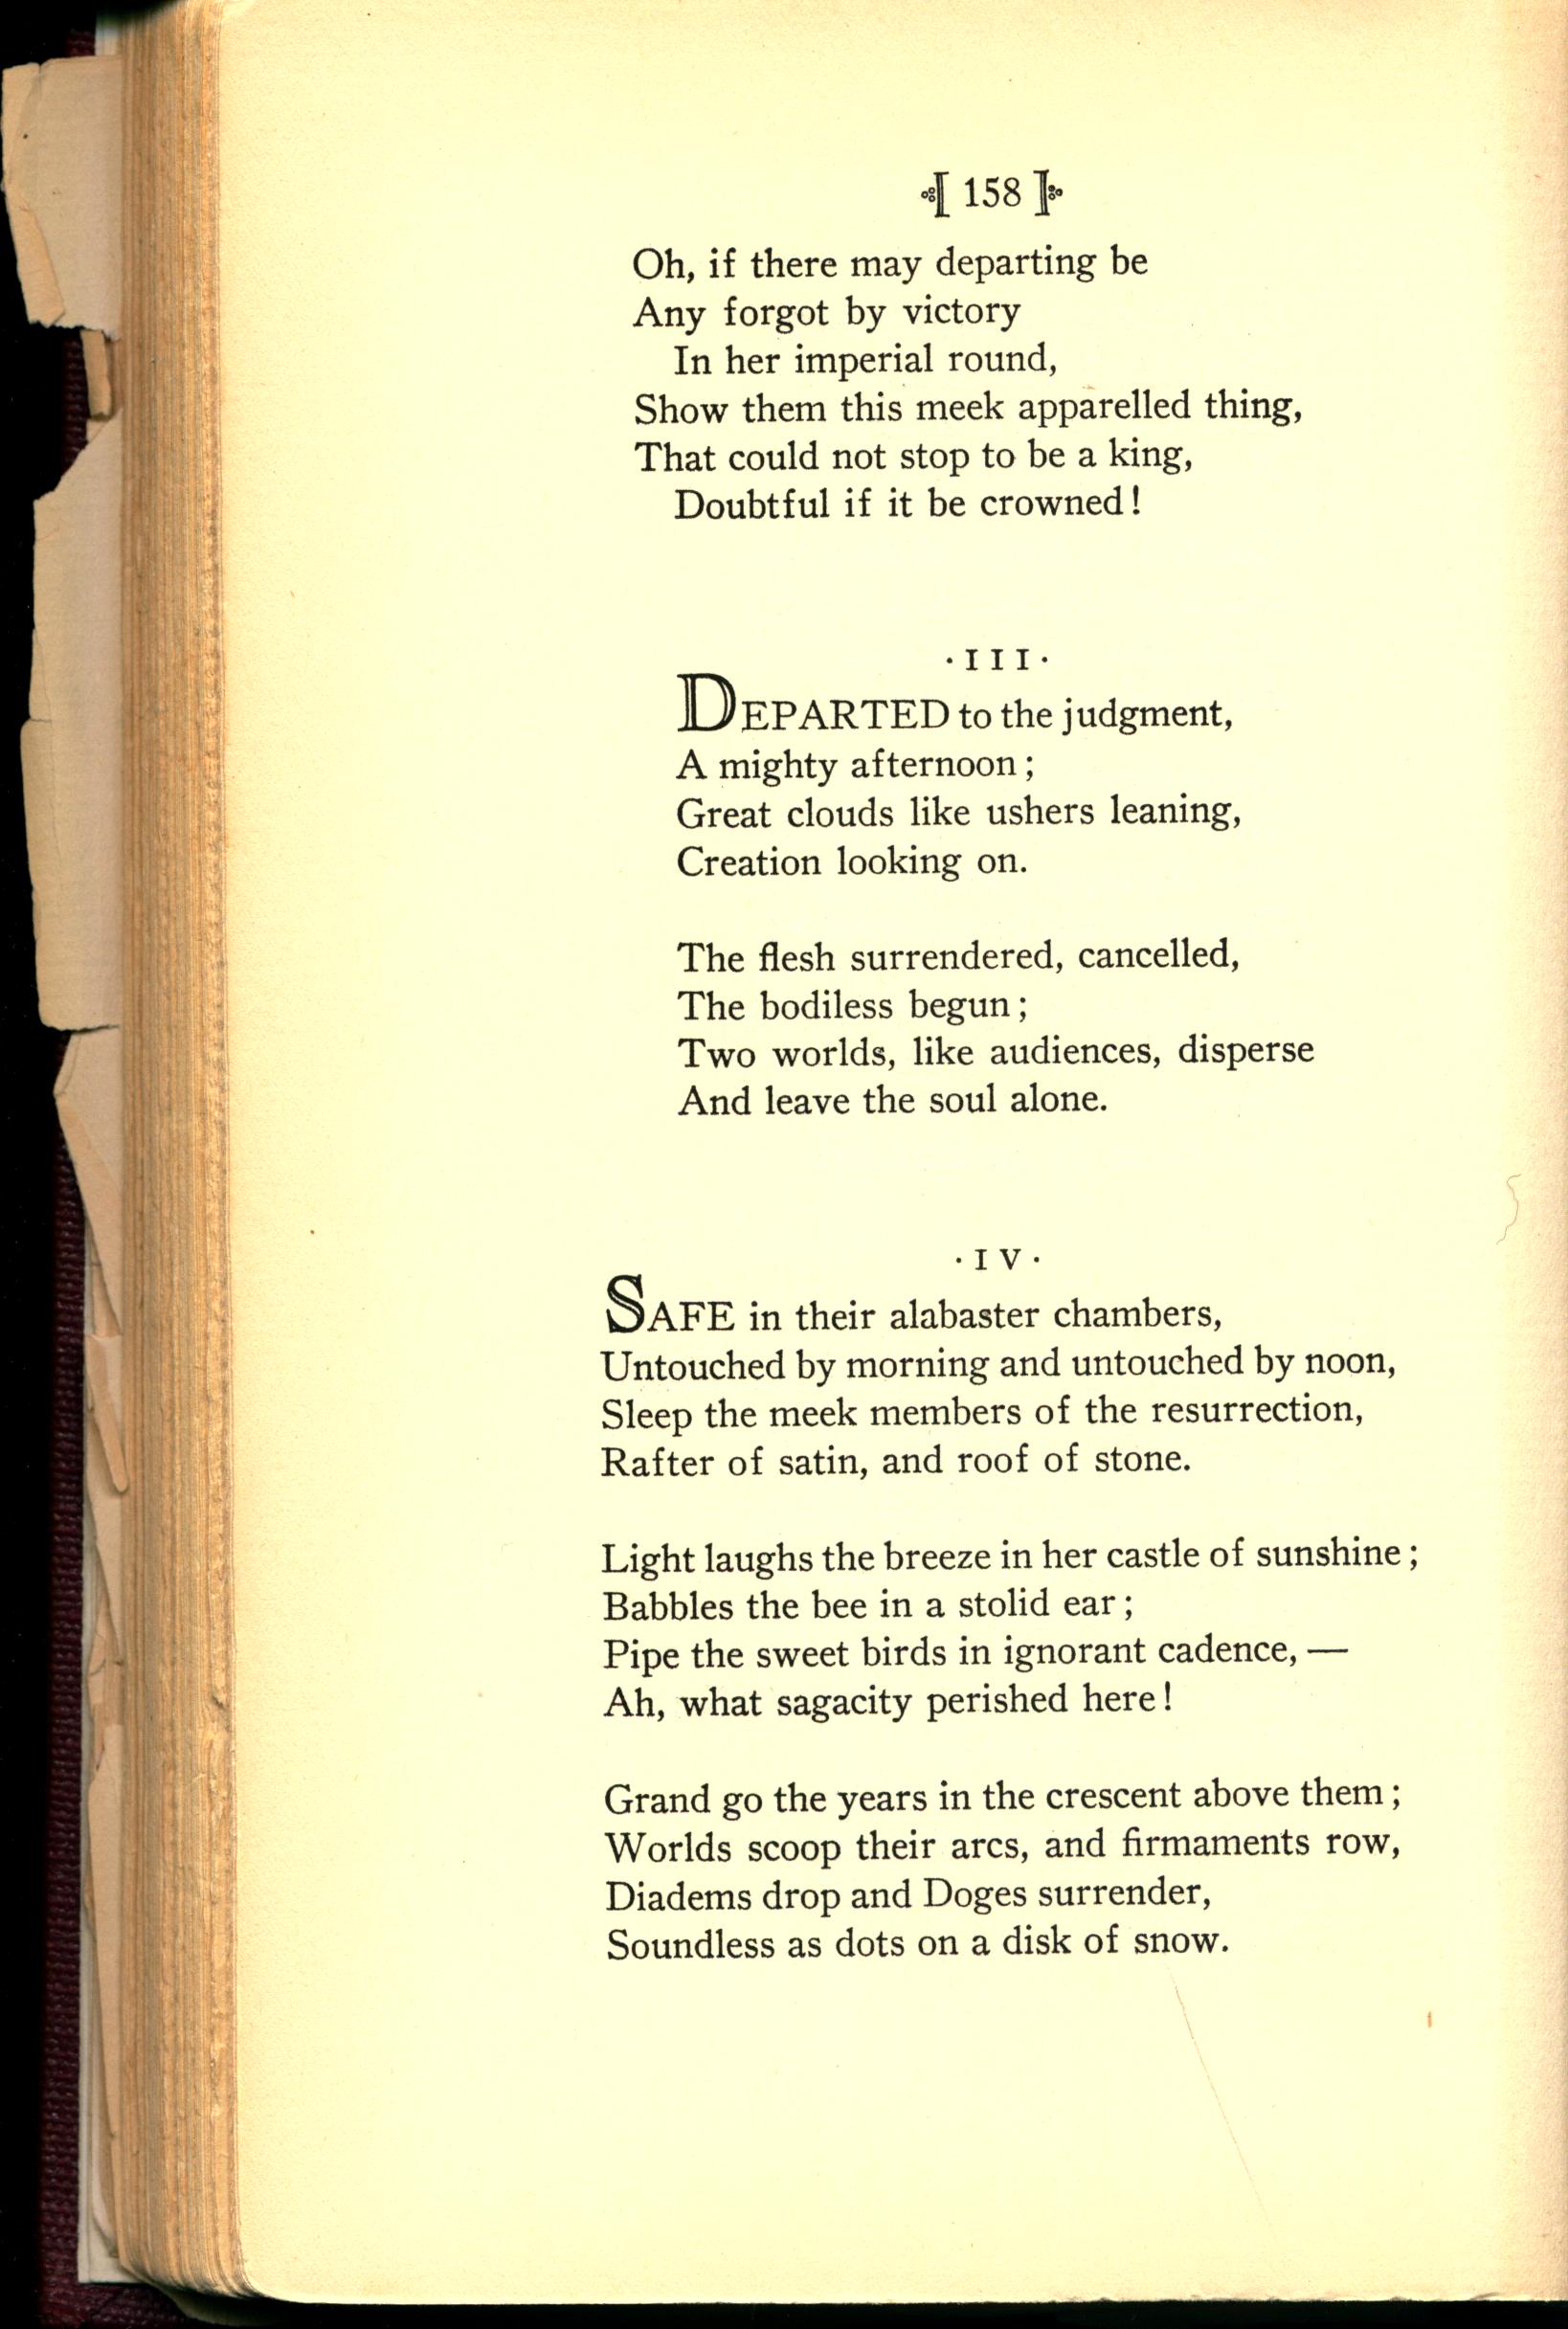 158
Oh, if there may departing be
Any forgot by victory
In her imperial round,
Show them this meek apparelled thing,
That could not stop to be a king,
Doubtful if it be crowned!
·III·
DEPARTED to the judgment,
A mighty afternoon;
Great clouds like ushers leaning,
Creation looking on.
The flesh surrendered, cancelled,
The bodiless begun;
Two worlds, like audiences, disperse
And leave the soul alone.
·IV·
SAFE in their alabaster chambers,
Untouched by morning and untouched by noon,
Sleep the meek members of the resurrection,
Rafter of satin, and roof of stone.
Light laughs the breeze in her castle of sunshine;
Babbles the bee in a stolid ear;
Pipe the sweet birds in ignorant cadence, —
Ah, what sagacity perished here!
Grand go the years in the crescent above them;
Worlds scoop their arcs, and firmaments row,
Diadems drop and Doges surrender,
Soundless as dots on a disk of snow.